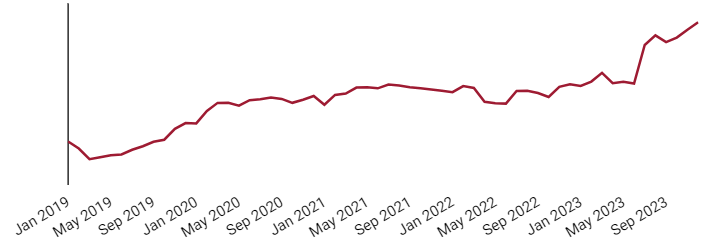 Jan 2019
May 2019
Sep 2019
Jan 2020
May 2020
Sep 2020
Jan 2021
May 2021
Sep 2021
Jan 2022
May 2022
Sep 2022
Jan 2023
May 2023
Sep 2023